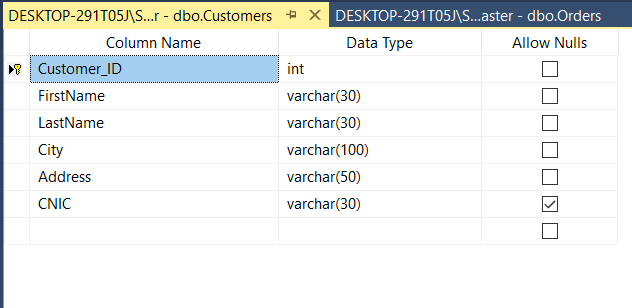 DESKTOP-291T05J\S...r - dbo.Customers DESKTOP-291T05J\S...aster - dbo.Orders
Column Name Data Type Allow Nulls
Customer_ID int
FirstName varchar(30)
LastName varchar(30)
City varchar(100)
Address varchar(50)
CNIC varchar(30)